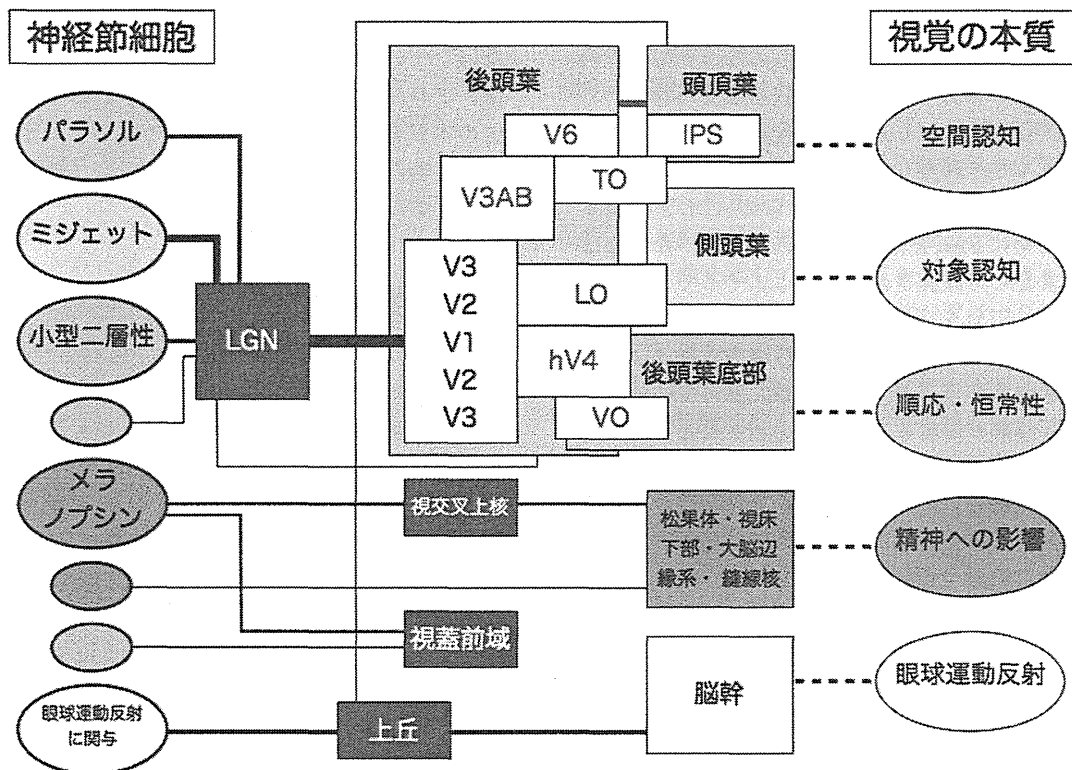 神経節細胞
視覚の本質
パラソル
ミジェット
小型二層性
メラ
ノプシン
眼球運動反射
に関与
LGN
後頭葉
頭頂葉
V6
IPS
V3AB
TO
側頭葉
V3
V2
V1
V2
V3
LO
hV4
後頭葉底部
VO
視交叉上核
松果体・視床
下部・大脳辺
縁系・縫線核
視蓋前域
上丘
脳幹
空間認知
対象認知
順応・恒常性
精神への影響
眼球運動反射